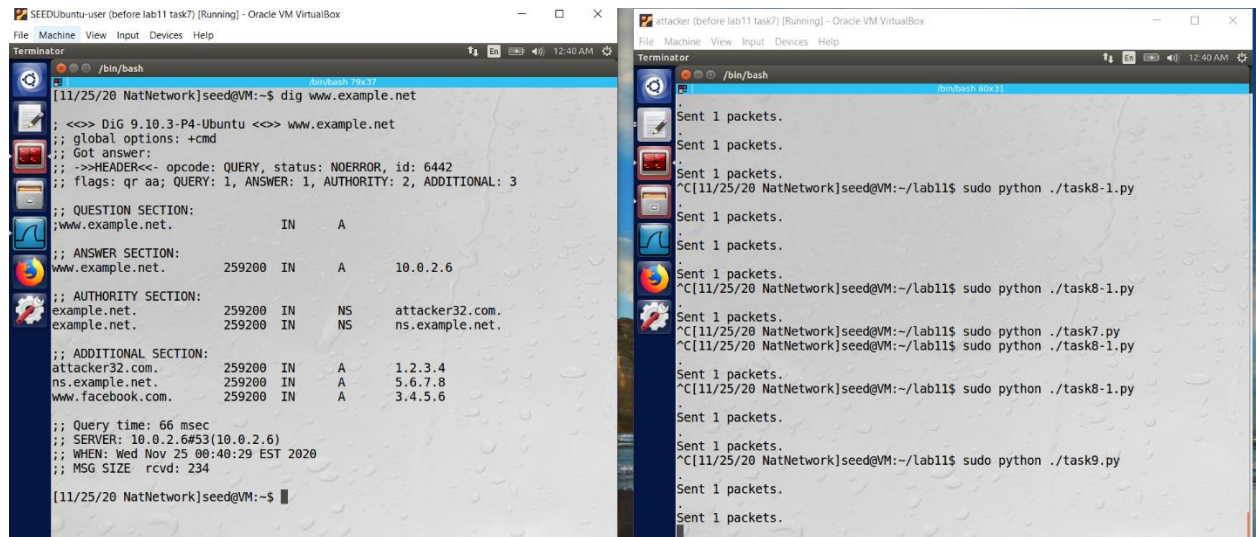 SEEDUbuntu-user (before lab11 task7) [Running] - Oracle VM VirtualBox
File Machine View Input Devices Help
Terminator
En
12:40 AM
/bin/bash
/bin/bash 79x37
[11/25/20 NatNetwork]seed@VM:~$ dig www.example.net
; <<>> DiG 9.10.3-P4-Ubuntu <<>> www.example.net
;; global options: +cmd
;; Got answer:
;; ->>HEADER<<- opcode: QUERY, status: NOERROR, id: 6442
;; flags: qr aa; QUERY: 1, ANSWER: 1, AUTHORITY: 2, ADDITIONAL: 3
;; QUESTION SECTION:
;www.example.net. IN A
;; ANSWER SECTION:
www.example.net. 259200 IN A 10.0.2.6
;; AUTHORITY SECTION:
example.net. 259200 IN NS attacker32.com.
example.net. 259200 IN NS ns.example.net.
;; ADDITIONAL SECTION:
attacker32.com. 259200 IN A 1.2.3.4
ns.example.net. 259200 IN A 5.6.7.8
www.facebook.com. 259200 IN A 3.4.5.6
;; Query time: 66 msec
;; SERVER: 10.0.2.6#53(10.0.2.6)
;; WHEN: Wed Nov 25 00:40:29 EST 2020
;; MSG SIZE rcvd: 234
[11/25/20 NatNetwork]seed@VM:~$
attacker (before lab11 task7) [Running] - Oracle VM VirtualBox
File Machine View Input Devices Help
Terminator
En
12:40 AM
/bin/bash
/bin/bash 80x31
.
Sent 1 packets.
.
Sent 1 packets.
.
Sent 1 packets.
^C[11/25/20 NatNetwork]seed@VM:~/lab11$ sudo python ./task8-1.py
.
Sent 1 packets.
.
Sent 1 packets.
.
Sent 1 packets.
^C[11/25/20 NatNetwork]seed@VM:~/lab11$ sudo python ./task8-1.py
.
Sent 1 packets.
^C[11/25/20 NatNetwork]seed@VM:~/lab11$ sudo python ./task7.py
^C[11/25/20 NatNetwork]seed@VM:~/lab11$ sudo python ./task8-1.py
.
Sent 1 packets.
^C[11/25/20 NatNetwork]seed@VM:~/lab11$ sudo python ./task8-1.py
.
Sent 1 packets.
.
Sent 1 packets.
^C[11/25/20 NatNetwork]seed@VM:~/lab11$ sudo python ./task9.py
.
Sent 1 packets.
.
Sent 1 packets.